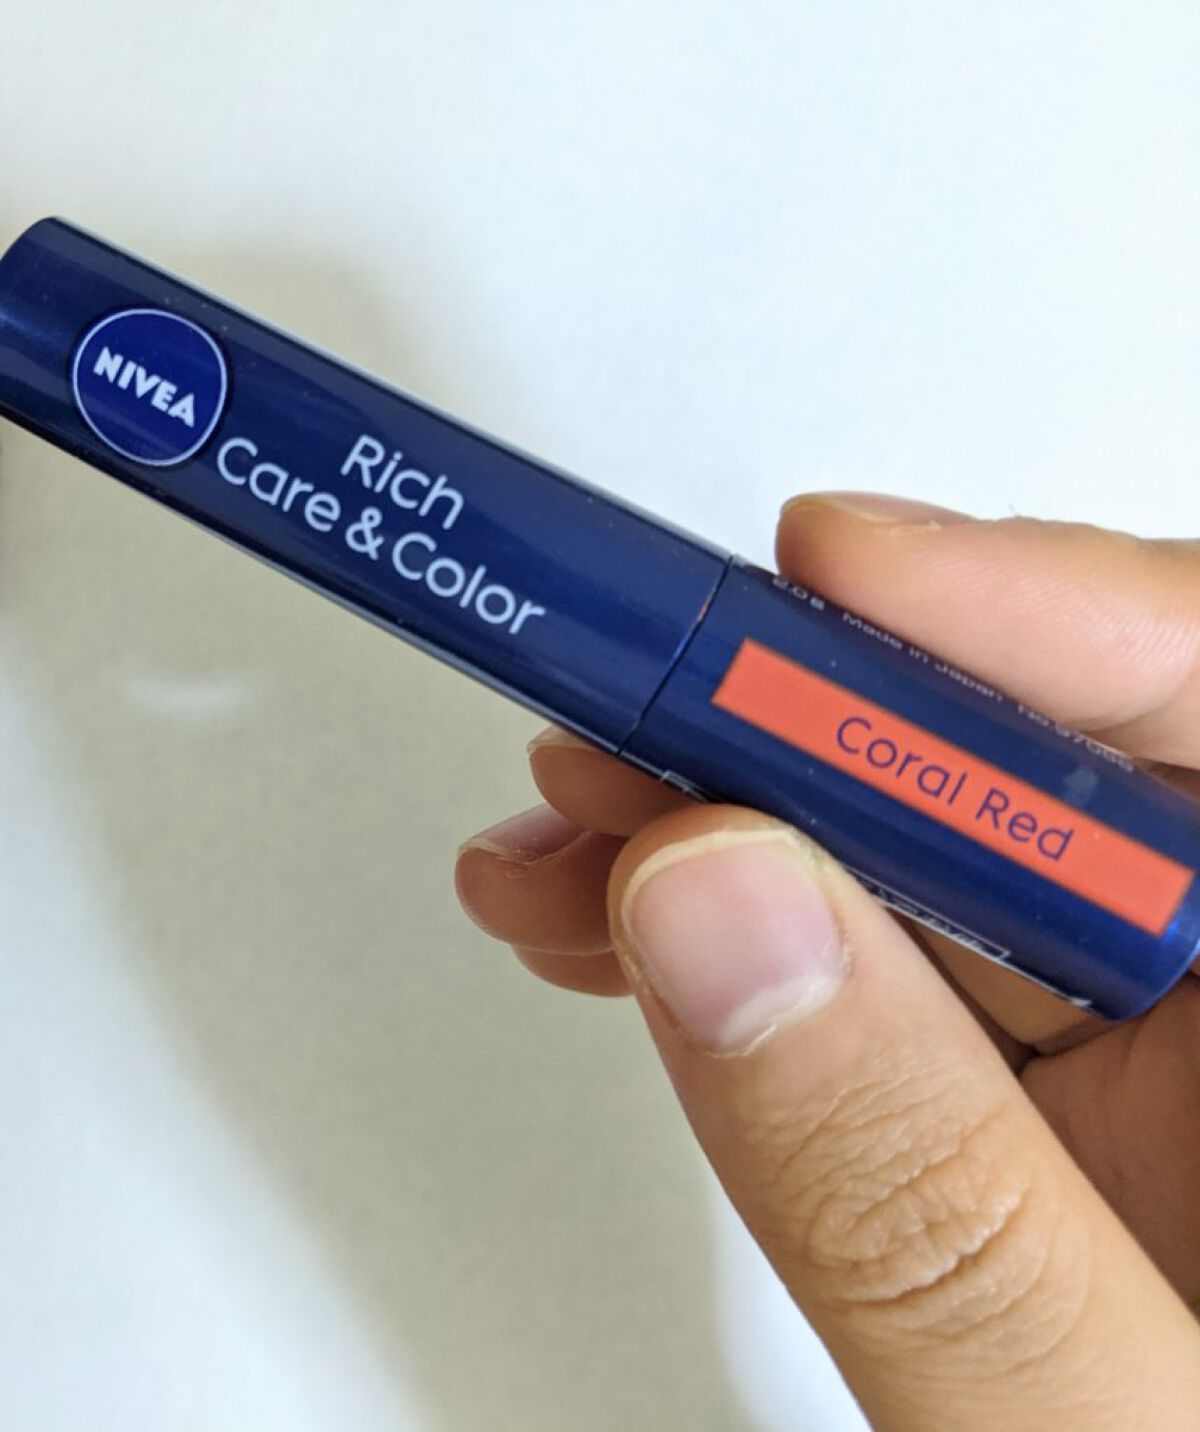 NIVEA
Rich
Care & Color
2.0g Made in Japan
Coral Red